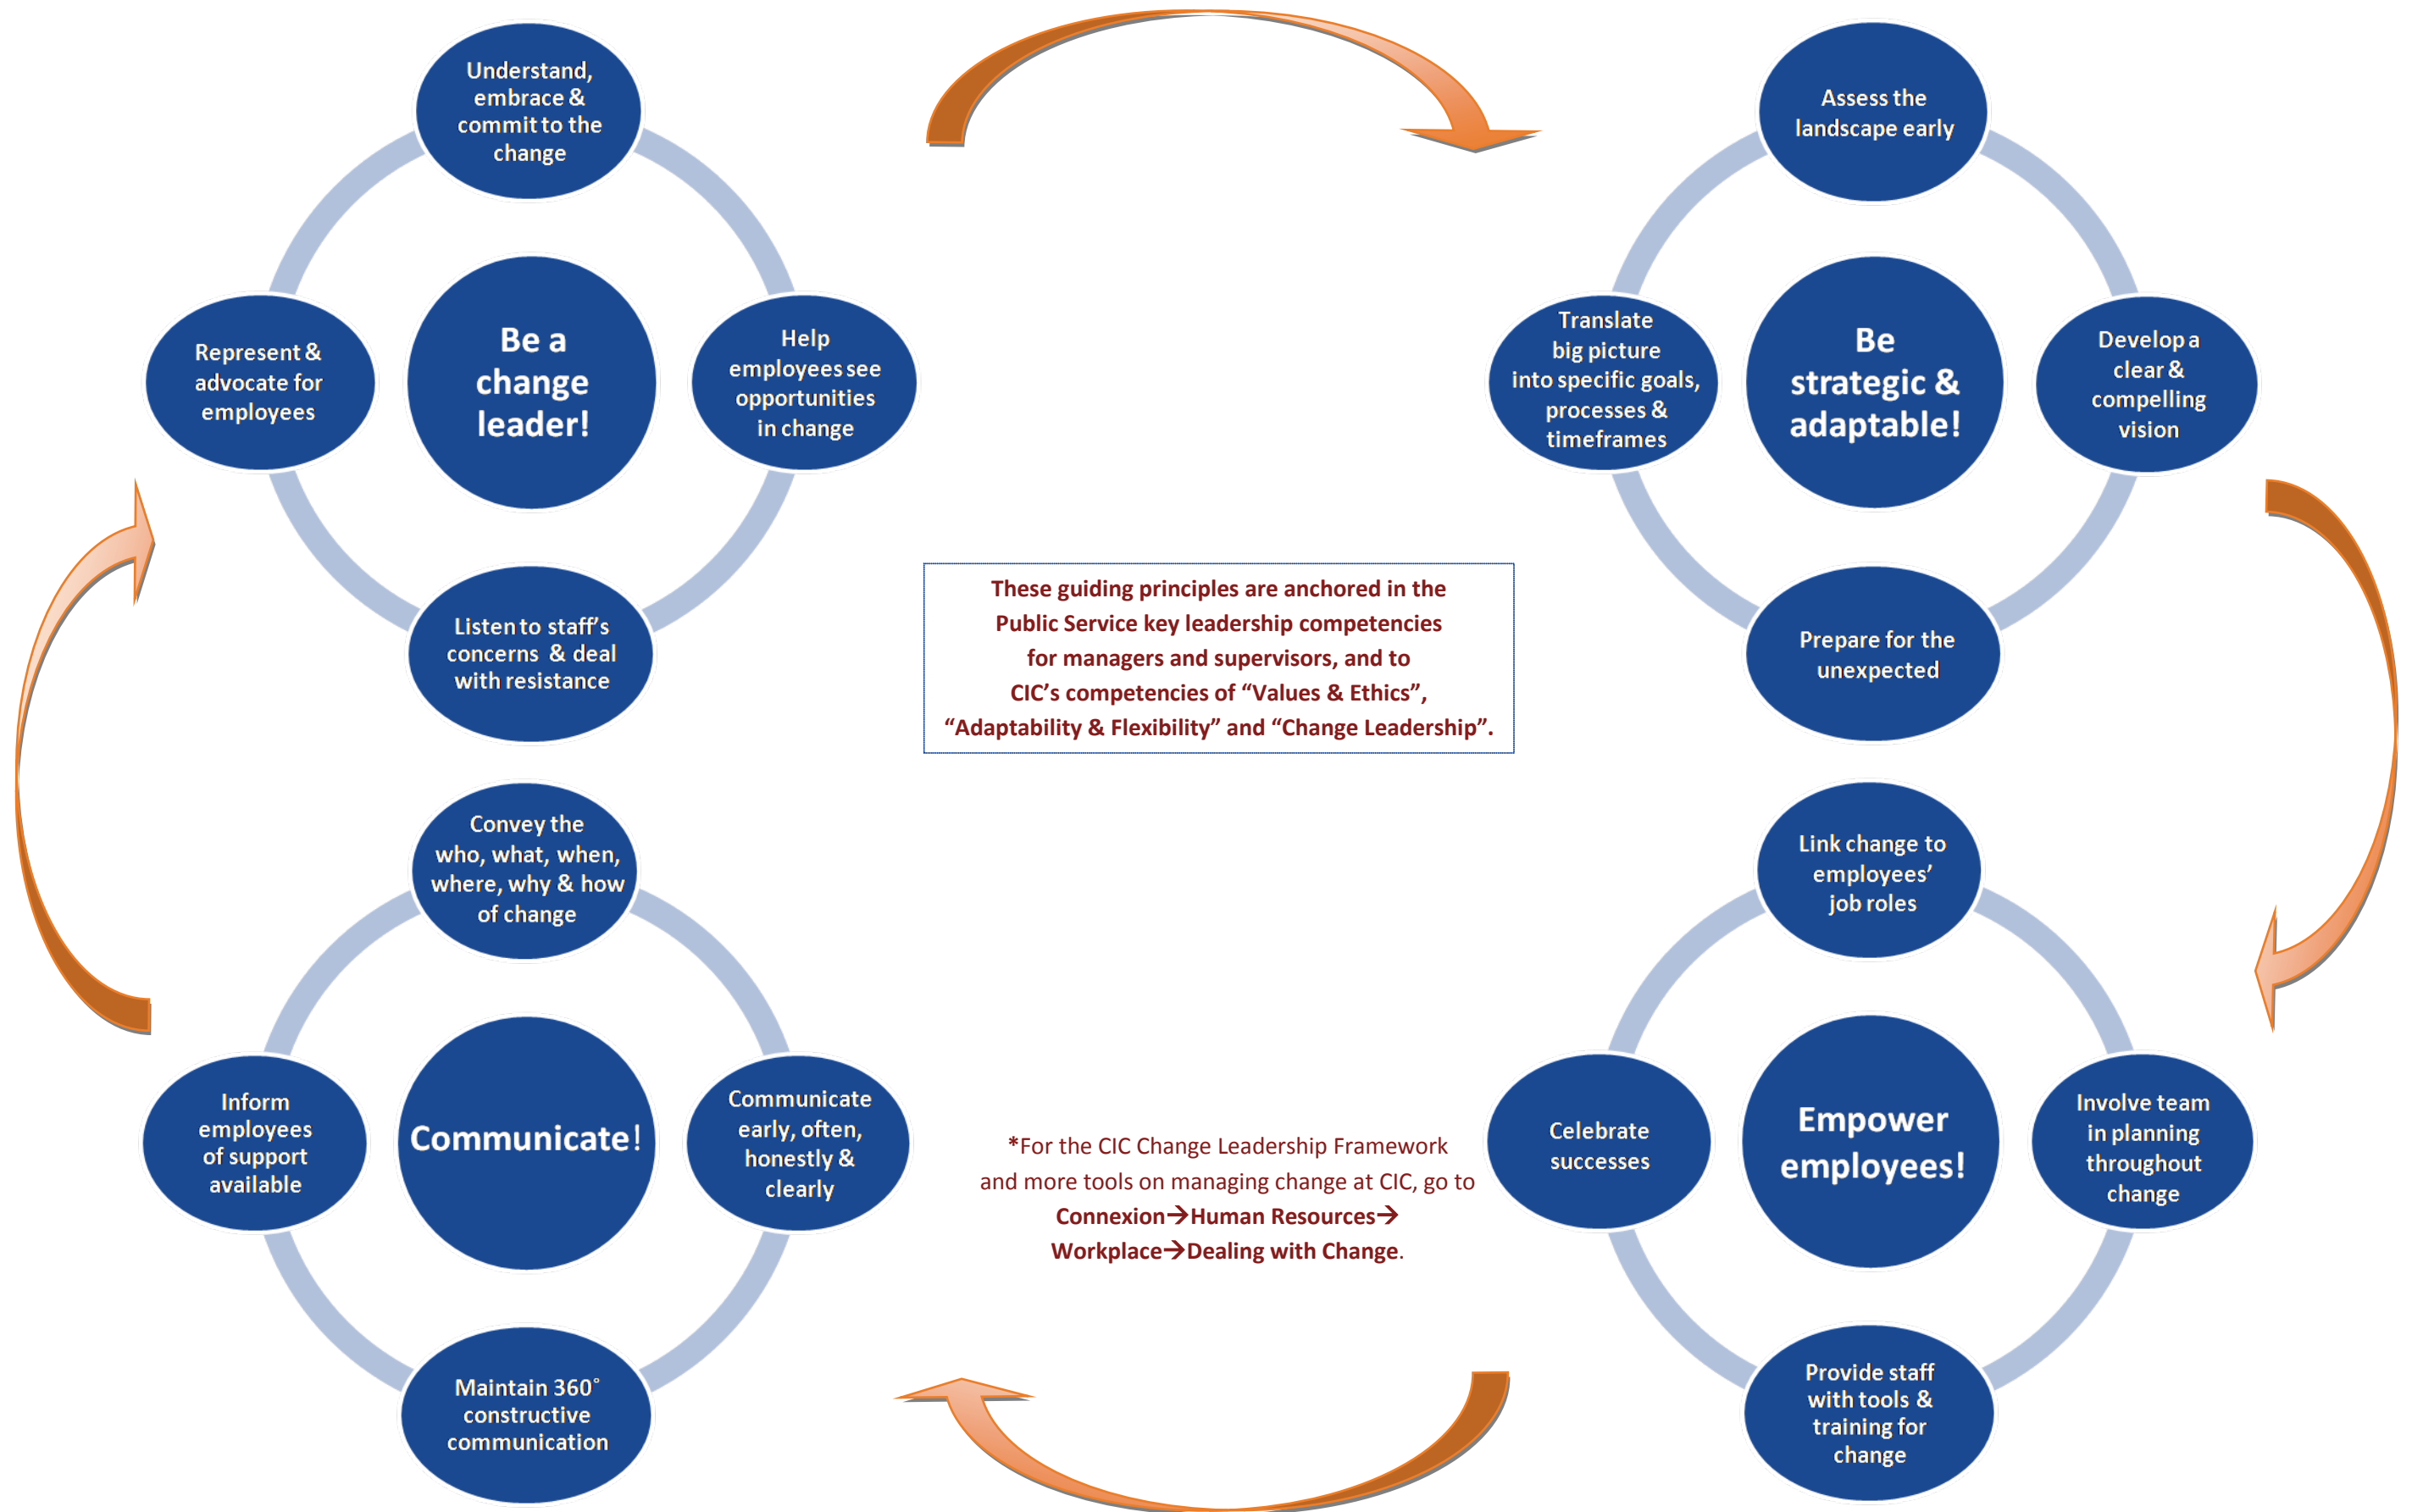 Understand,
embrace &
commit to the
change
Represent &
advocate for
employees
Be a
change
leader!
Help
employees see
opportunities
in change
Listen to staff’s
concerns & deal
with resistance
Assess the
landscape early
Translate
big picture
into specific goals,
processes &
timeframes
Be
strategic &
adaptable!
Develop a
clear &
compelling
vision
Prepare for the
unexpected
These guiding principles are anchored in the
Public Service key leadership competencies
for managers and supervisors, and to
CIC’s competencies of “Values & Ethics”,
“Adaptability & Flexibility” and “Change Leadership”.
Convey the
who, what, when,
where, why & how
of change
Inform
employees
of support
available
Communicate!
Communicate
early, often,
honestly &
clearly
Maintain 360°
constructive
communication
*For the CIC Change Leadership Framework
and more tools on managing change at CIC, go to
Connexion→Human Resources→
Workplace→Dealing with Change.
Link change to
employees’
job roles
Celebrate
successes
Empower
employees!
Involve team
in planning
throughout
change
Provide staff
with tools &
training for
change